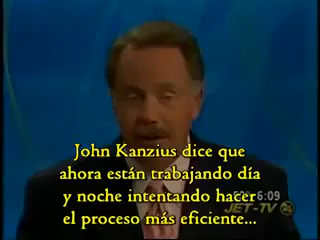 John Kanzius dice que
ahora están trabajando día
y noche intentando hacer
el proceso más eficiente...
6:09
JET-TV 24